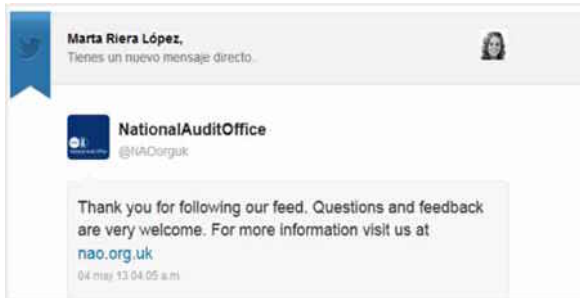 Marta Riera López,
Tienes un nuevo mensaje directo.
NationalAuditOffice
@NAOorguk
Thank you for following our feed. Questions and feedback
are very welcome. For more information visit us at
nao.org.uk
04 may 13 04:05 a.m.